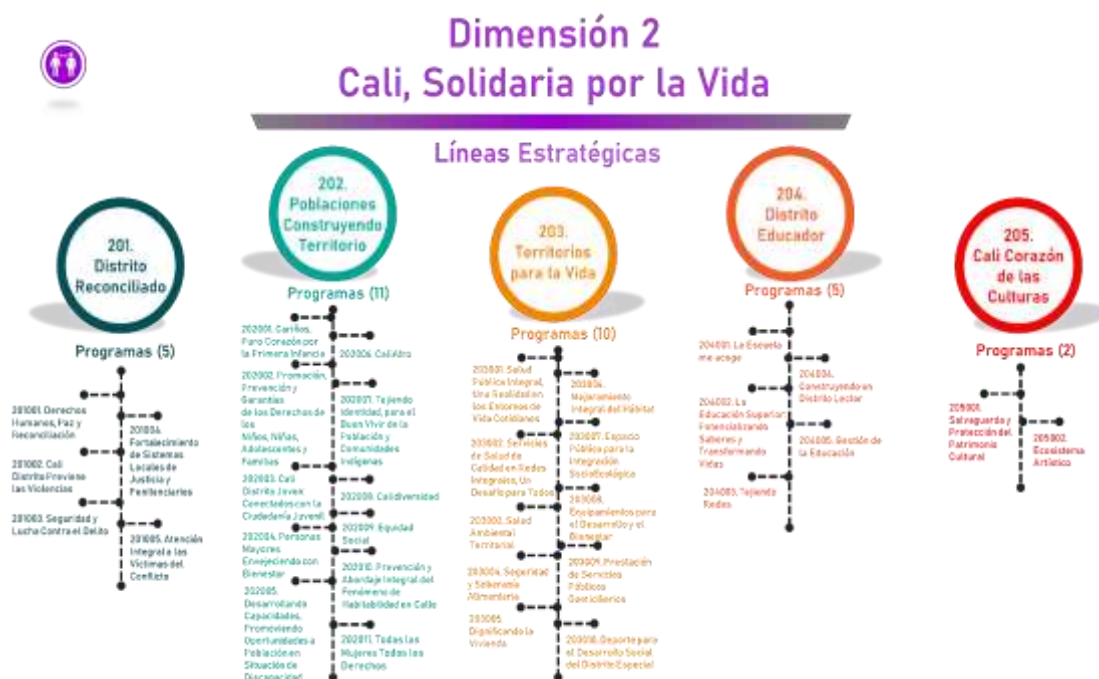 Dimensión 2
Cali, Solidaria por la Vida
Líneas Estratégicas
201.
Distrito
Reconciliado
Programas (5)
201001. Derechos
Humanos, Paz y
Reconciliación
201002. Cali
Distrito Previene
las Violencias
201003. Seguridad y
Lucha Contra el Delito
201004.
Fortalecimiento
de Sistemas
Locales de
Justicia y
Penitenciarios
201005. Atención
Integral a las
Víctimas del
Conflicto
202.
Poblaciones
Construyendo
Territorio
Programas (11)
202001. Cariños,
Puro Corazón por
la Primera Infancia
202002. Promoción,
Prevención y
Garantías
de los Derechos de
los
Niños, Niñas,
Adolescentes y
Familias
202003. Cali
Distrito Joven:
Conectados con la
Ciudadanía Juvenil
202004. Personas
Mayores
Envejeciendo con
Bienestar
202005.
Desarrollando
Capacidades,
Promoviendo
Oportunidades a
Población en
Situación de
Discapacidad
202006. CaliAfro
202007. Tejiendo
Identidad, para el
Buen Vivir de la
Población y
Comunidades
Indígenas
202008. Calidiversidad
202009. Equidad
Social
202010. Prevención y
Abordaje Integral del
Fenómeno de
Habitabilidad en Calle
202011. Todas las
Mujeres Todos los
Derechos
203.
Territorios
para la Vida
Programas (10)
203001. Salud
Pública Integral,
Una Realidad en
los Entornos de
Vida Cotidianos
203002. Servicios
de Salud de
Calidad en Redes
Integrales, Un
Desafío para Todos
203003. Salud
Ambiental
Territorial
203004. Seguridad
y Soberanía
Alimentaria
203005.
Dignificando la
Vivienda
203006.
Mejoramiento
Integral del Hábitat
203007. Espacio
Público para la
Integración
SocioEcológica
203008.
Equipamientos para
el Desarrollo y el
Bienestar
203009. Prestación
de Servicios
Públicos
Domiciliarios
203010. Deporte para
el Desarrollo Social
del Distrito Especial
204.
Distrito
Educador
Programas (5)
204001. La Escuela
me acoge
204002. La
Educación Superior:
Potencializando
Saberes y
Transformando
Vidas
204003. Tejiendo
Redes
204004.
Construyendo un
Distrito Lector
204005. Gestión de
la Educación
205.
Cali Corazón
de las
Culturas
Programas (2)
205001.
Salvaguarda y
Protección del
Patrimonio
Cultural
205002.
Ecosistema
Artístico